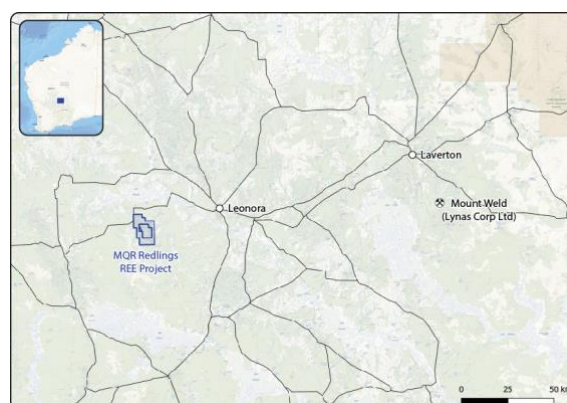 Laverton
Mount Weld
(Lynas Corp Ltd)
Leonora
MQR Redlings
REE Project
0 25 50 km